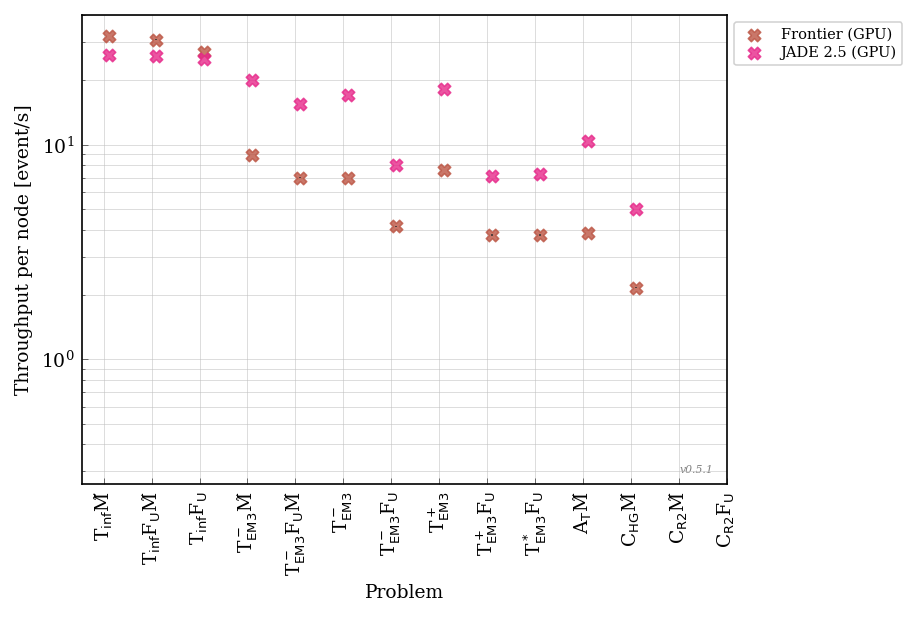 Frontier (GPU)
JADE 2.5 (GPU)
Throughput per node [event/s]
10¹
10⁰
v0.5.1
T_inf M
T_inf F_U M
T_inf F_U
T⁻_EM3 M
T⁻_EM3 F_U M
T⁻_EM3
T⁻_EM3 F_U
T⁺_EM3
T⁺_EM3 F_U
T*_EM3 F_U
A_T M
C_HG M
C_R2 M
C_R2 F_U
Problem